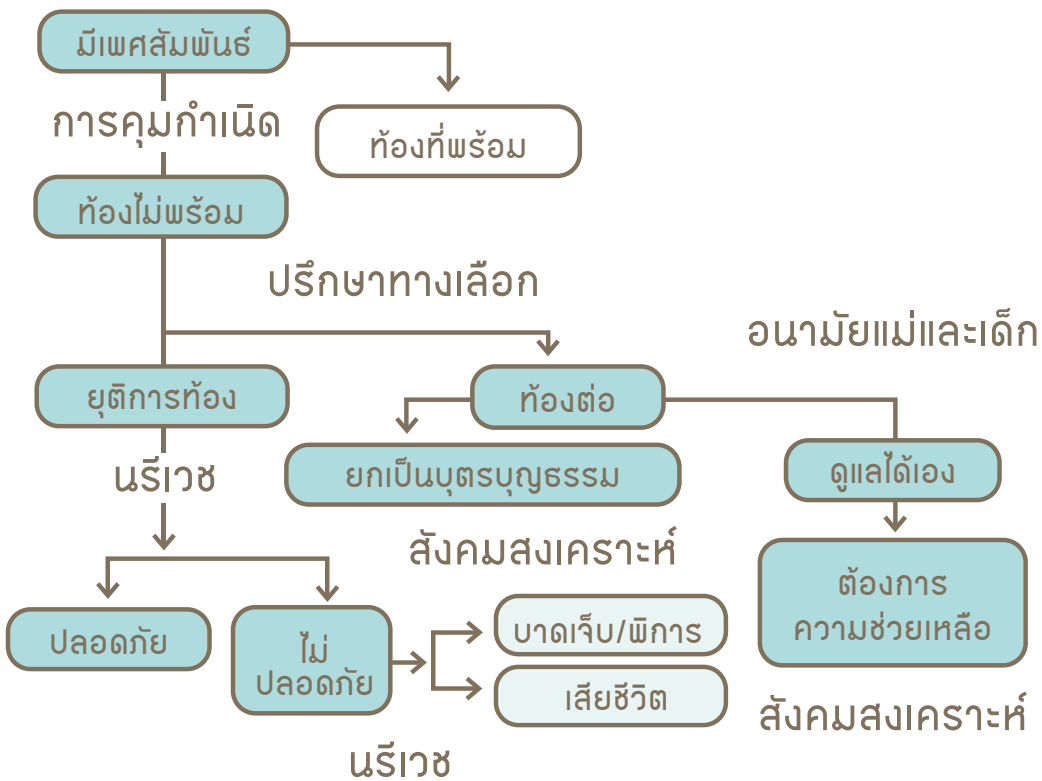 มีเพศสัมพันธ์
การคุมกำเนิด
ท้องที่พร้อม
ท้องไม่พร้อม
ปรึกษาทางเลือก
อนามัยแม่และเด็ก
ยุติการท้อง
ท้องต่อ
นรีเวช
ยกเป็นบุตรบุญธรรม
ดูแลได้เอง
สังคมสงเคราะห์
ต้องการ
ความช่วยเหลือ
ปลอดภัย
ไม่
ปลอดภัย
บาดเจ็บ/พิการ
เสียชีวิต
สังคมสงเคราะห์
นรีเวช